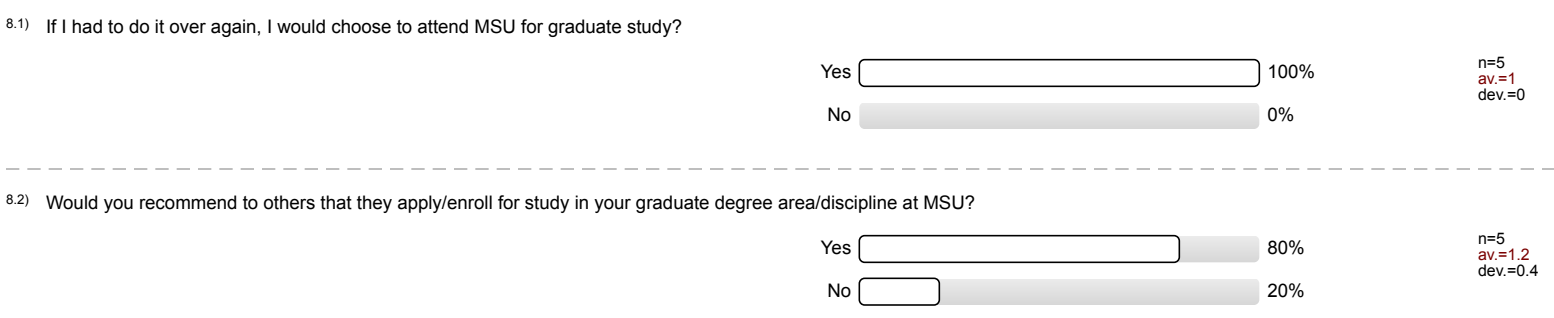 8.1) If I had to do it over again, I would choose to attend MSU for graduate study?
Yes 100%
No 0%
n=5
av.=1
dev.=0
8.2) Would you recommend to others that they apply/enroll for study in your graduate degree area/discipline at MSU?
Yes 80%
No 20%
n=5
av.=1.2
dev.=0.4